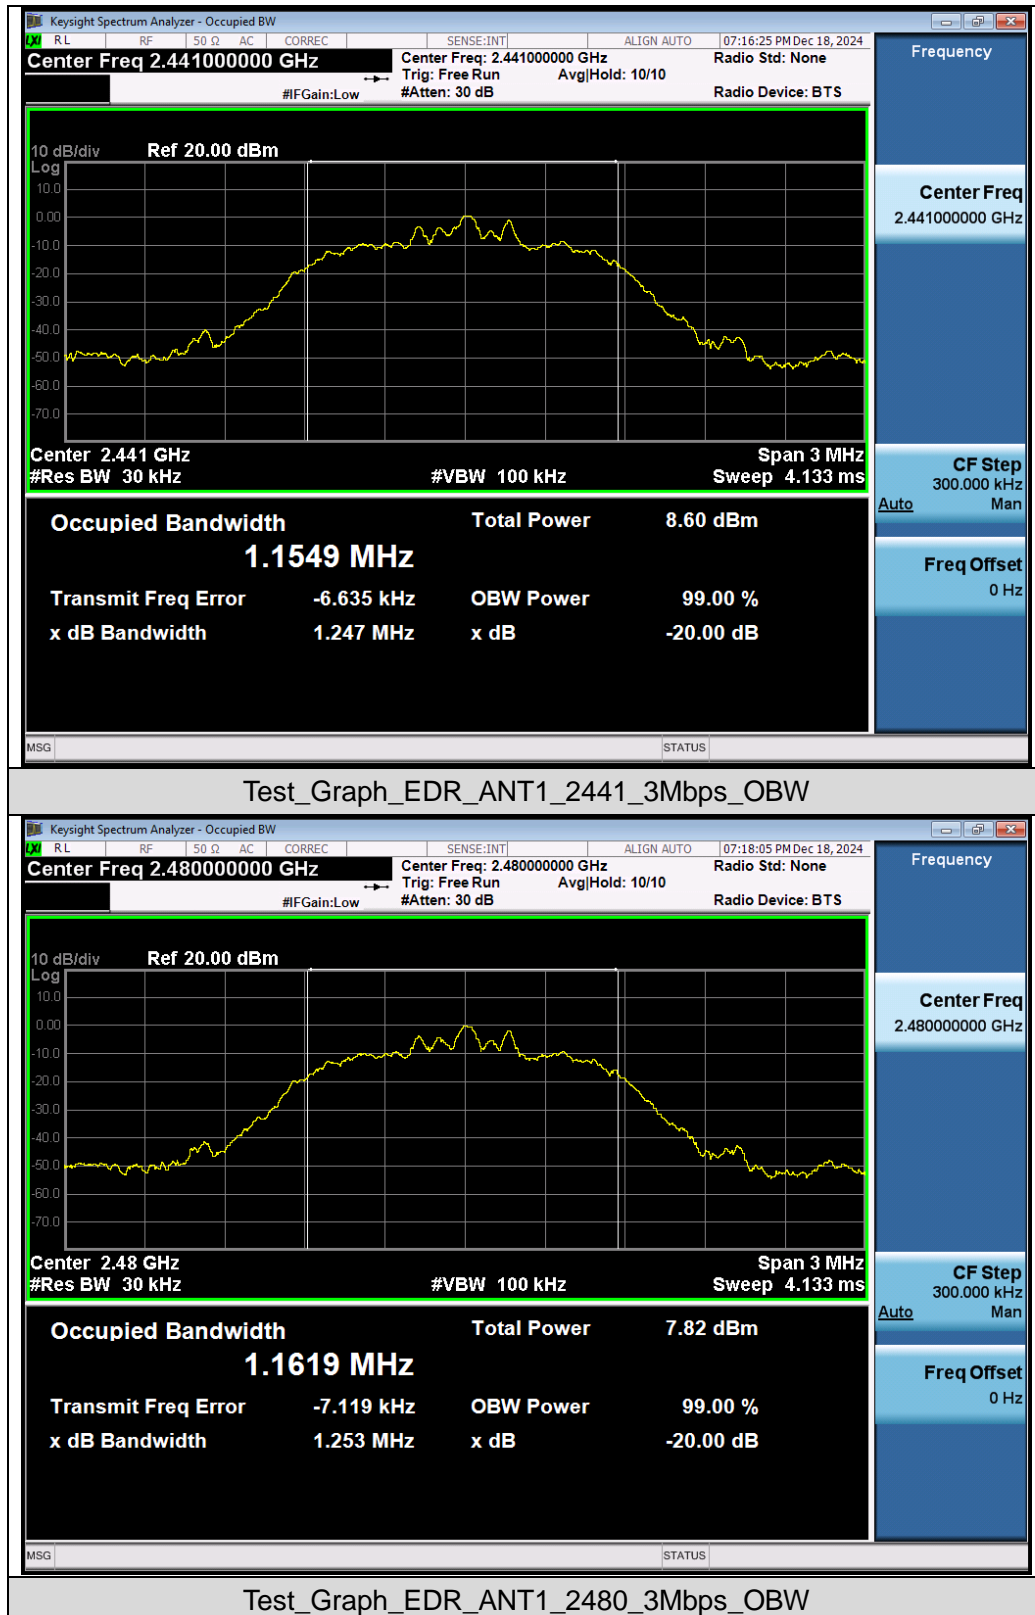 Keysight Spectrum Analyzer - Occupied BW
LXI RL RF 50 Ω AC CORREC SENSE:INT ALIGN AUTO 07:16:25 PM Dec 18, 2024
Center Freq 2.441000000 GHz
Center Freq: 2.441000000 GHz
Radio Std: None
Trig: Free Run Avg|Hold: 10/10
#IFGain:Low
#Atten: 30 dB
Radio Device: BTS
Frequency
10 dB/div Ref 20.00 dBm
Log
10.0
0.00
-10.0
-20.0
-30.0
-40.0
-50.0
-60.0
-70.0
Center 2.441 GHz Span 3 MHz
#Res BW 30 kHz #VBW 100 kHz Sweep 4.133 ms
Center Freq
2.441000000 GHz
CF Step
300.000 kHz
Auto Man
Freq Offset
0 Hz
Occupied Bandwidth Total Power 8.60 dBm
1.1549 MHz
Transmit Freq Error -6.635 kHz OBW Power 99.00 %
x dB Bandwidth 1.247 MHz x dB -20.00 dB
MSG STATUS
Test_Graph_EDR_ANT1_2441_3Mbps_OBW
Keysight Spectrum Analyzer - Occupied BW
LXI RL RF 50 Ω AC CORREC SENSE:INT ALIGN AUTO 07:18:05 PM Dec 18, 2024
Center Freq 2.480000000 GHz
Center Freq: 2.480000000 GHz
Radio Std: None
Trig: Free Run Avg|Hold: 10/10
#IFGain:Low
#Atten: 30 dB
Radio Device: BTS
Frequency
10 dB/div Ref 20.00 dBm
Log
10.0
0.00
-10.0
-20.0
-30.0
-40.0
-50.0
-60.0
-70.0
Center 2.48 GHz Span 3 MHz
#Res BW 30 kHz #VBW 100 kHz Sweep 4.133 ms
Center Freq
2.480000000 GHz
CF Step
300.000 kHz
Auto Man
Freq Offset
0 Hz
Occupied Bandwidth Total Power 7.82 dBm
1.1619 MHz
Transmit Freq Error -7.119 kHz OBW Power 99.00 %
x dB Bandwidth 1.253 MHz x dB -20.00 dB
MSG STATUS
Test_Graph_EDR_ANT1_2480_3Mbps_OBW